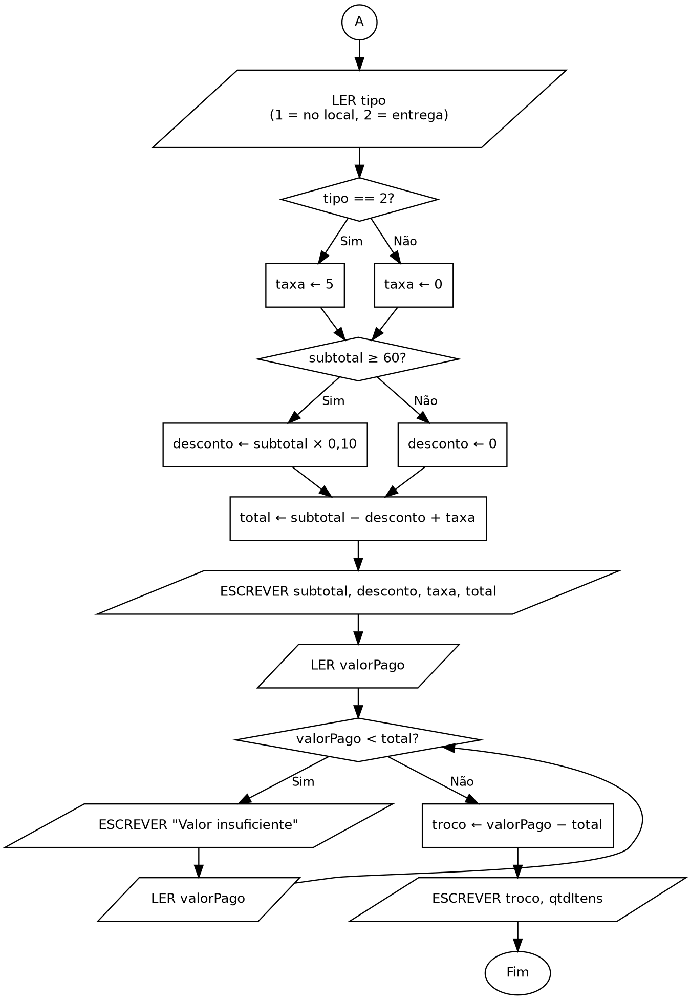 A
LER tipo
(1 = no local, 2 = entrega)
tipo == 2?
Sim
Não
taxa ← 5
taxa ← 0
subtotal ≥ 60?
Sim
Não
desconto ← subtotal × 0,10
desconto ← 0
total ← subtotal − desconto + taxa
ESCREVER subtotal, desconto, taxa, total
LER valorPago
valorPago < total?
Sim
Não
ESCREVER "Valor insuficiente"
troco ← valorPago − total
LER valorPago
ESCREVER troco, qtdItens
Fim